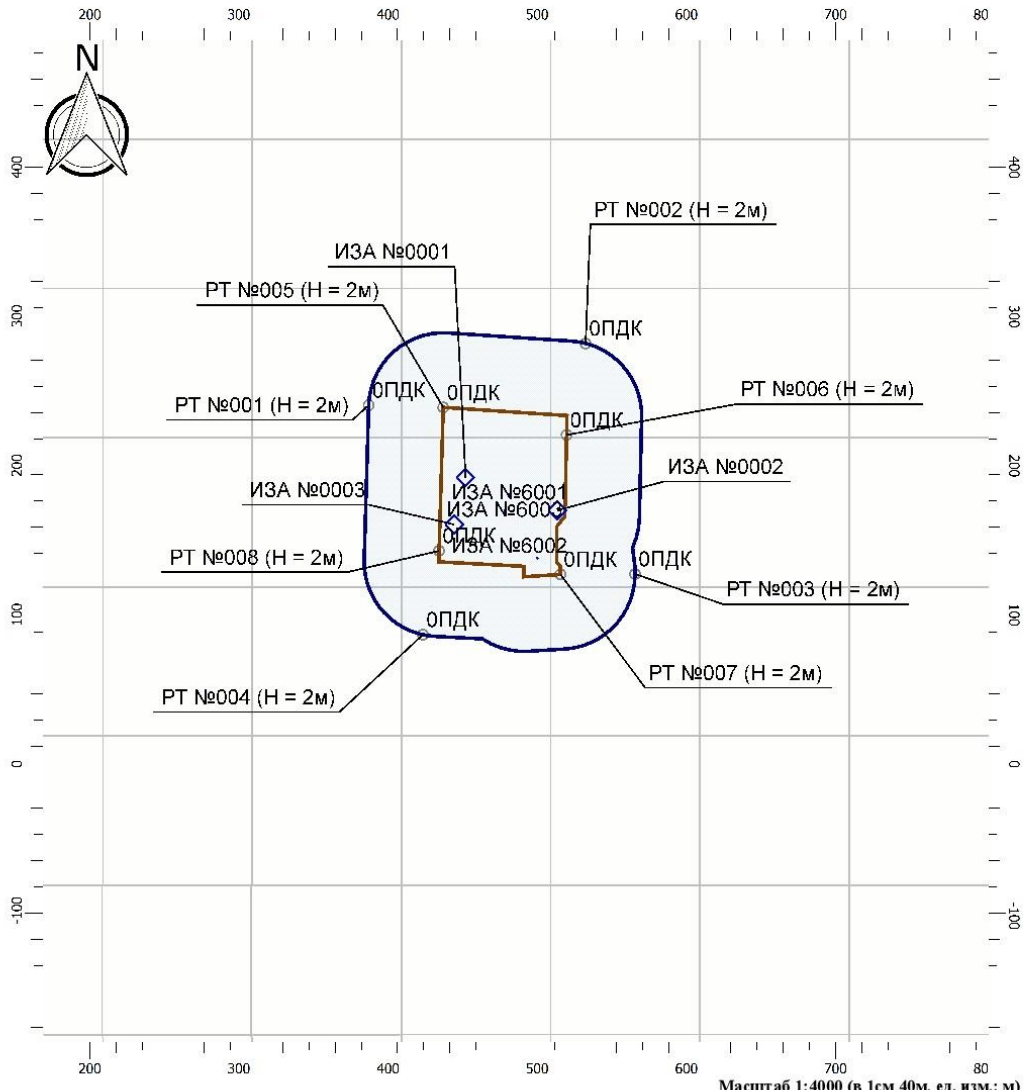 200 300 400 500 600 700 80
N
400 400
РТ №002 (H = 2м)
ИЗА №0001
РТ №005 (H = 2м)
300 300
0ПДК
РТ №006 (H = 2м)
0ПДК 0ПДК
РТ №001 (H = 2м)
0ПДК
200 200
ИЗА №0002
ИЗА №0003
ИЗА №6001
ИЗА №600
0ПДК
ИЗА №6002
РТ №008 (H = 2м)
0ПДК 0ПДК
РТ №003 (H = 2м)
100 100
0ПДК
РТ №007 (H = 2м)
РТ №004 (H = 2м)
0 0
-100 -100
200 300 400 500 600 700 80
Масштаб 1:4000 (в 1см 40м, ед. изм.: м)